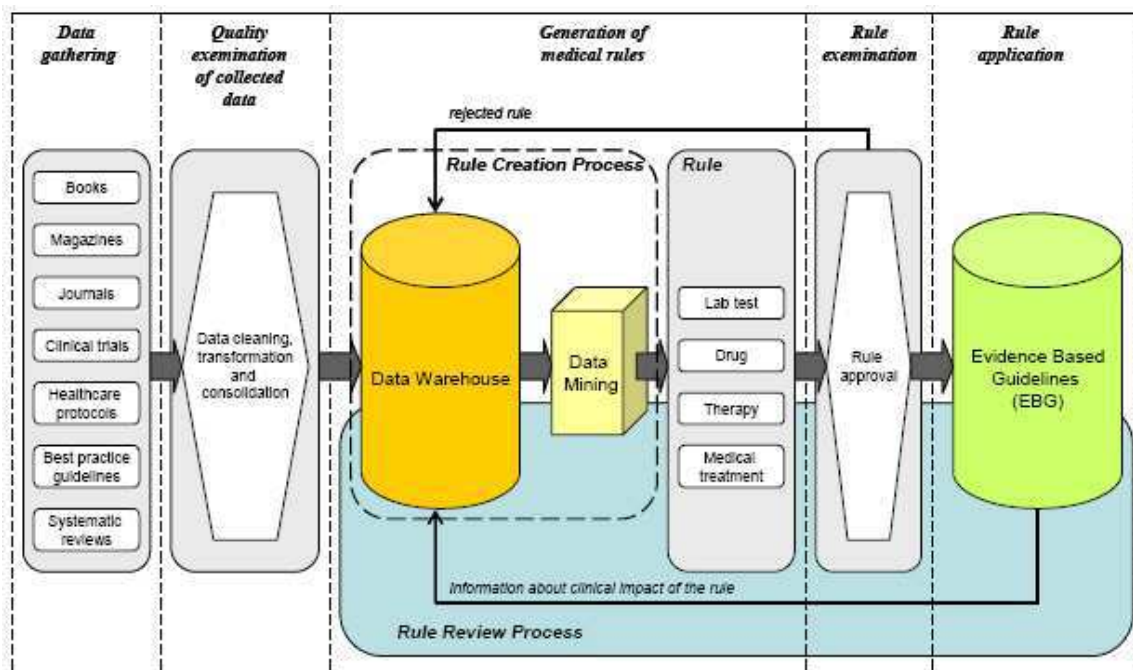 Data
gathering
Quality
exemination
of collected
data
Generation of
medical rules
Rule
exemination
Rule
application
rejected rule
Rule Creation Process
Rule
Books
Magazines
Journals
Clinical trials
Healthcare
protocols
Best practice
guidelines
Systematic
reviews
Data cleaning,
transformation
and
consolidation
Data Warehouse
Data
Mining
Lab test
Drug
Therapy
Medical
treatment
Rule
approval
Evidence Based
Guidelines
(EBG)
Information about clinical impact of the rule
Rule Review Process